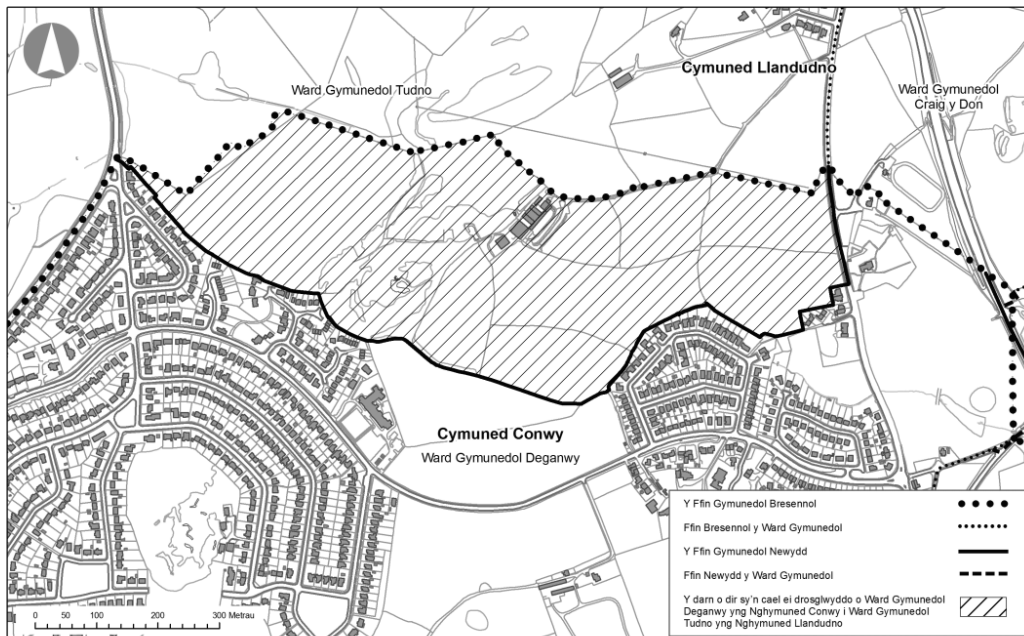 Cymuned Llandudno
Ward Gymunedol Tudno
Ward Gymunedol
Craig y Don
Cymuned Conwy
Ward Gymunedol Deganwy
Y Ffin Gymunedol Bresennol
Ffin Bresennol y Ward Gymunedol
Y Ffin Gymunedol Newydd
Ffin Newydd y Ward Gymunedol
Y darn o dir sy'n cael ei drosglwyddo o Ward Gymunedol
Deganwy yng Nghymuned Conwy i Ward Gymunedol
Tudno yng Nghymuned Llandudno
0 50 100 200 300 Metrau